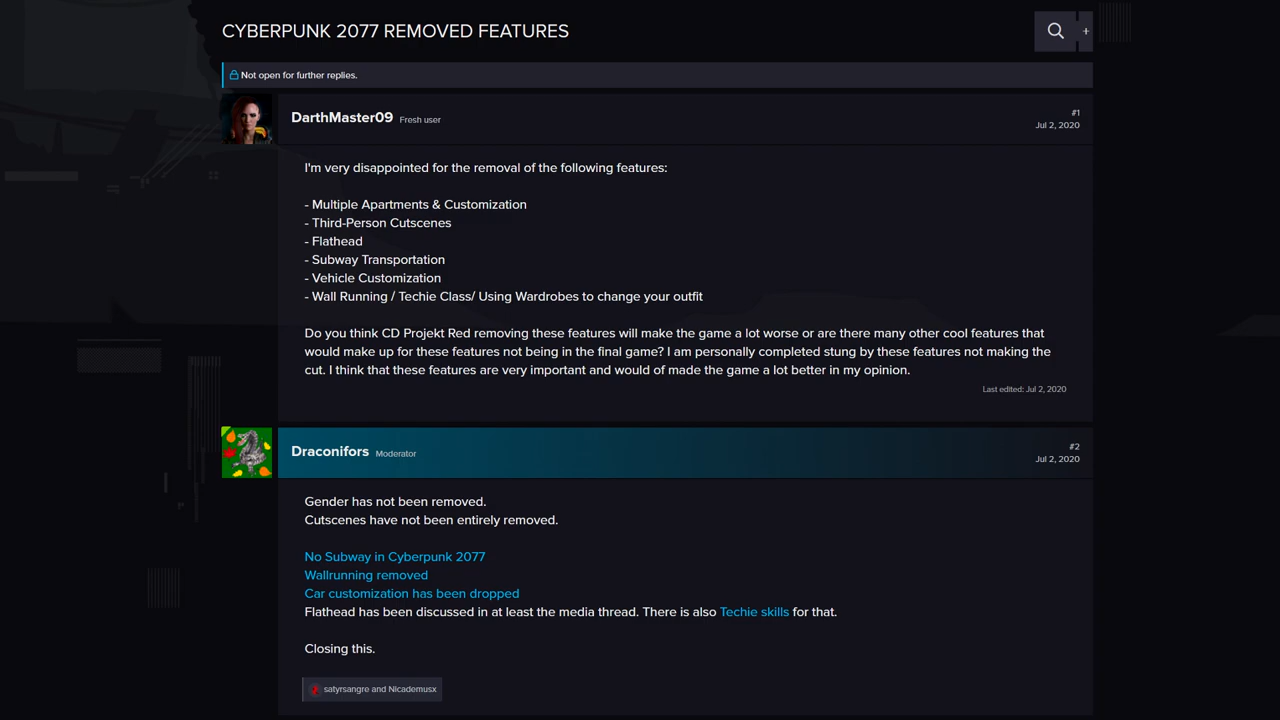 CYBERPUNK 2077 REMOVED FEATURES
+
Not open for further replies.
DarthMaster09 Fresh user
#1
Jul 2, 2020
I'm very disappointed for the removal of the following features:
- Multiple Apartments & Customization
- Third-Person Cutscenes
- Flathead
- Subway Transportation
- Vehicle Customization
- Wall Running / Techie Class/ Using Wardrobes to change your outfit
Do you think CD Projekt Red removing these features will make the game a lot worse or are there many other cool features that
would make up for these features not being in the final game? I am personally completed stung by these features not making the
cut. I think that these features are very important and would of made the game a lot better in my opinion.
Last edited: Jul 2, 2020
Draconifors Moderator
#2
Jul 2, 2020
Gender has not been removed.
Cutscenes have not been entirely removed.
No Subway in Cyberpunk 2077
Wallrunning removed
Car customization has been dropped
Flathead has been discussed in at least the media thread. There is also Techie skills for that.
Closing this.
satyrsangre and Nicademusx